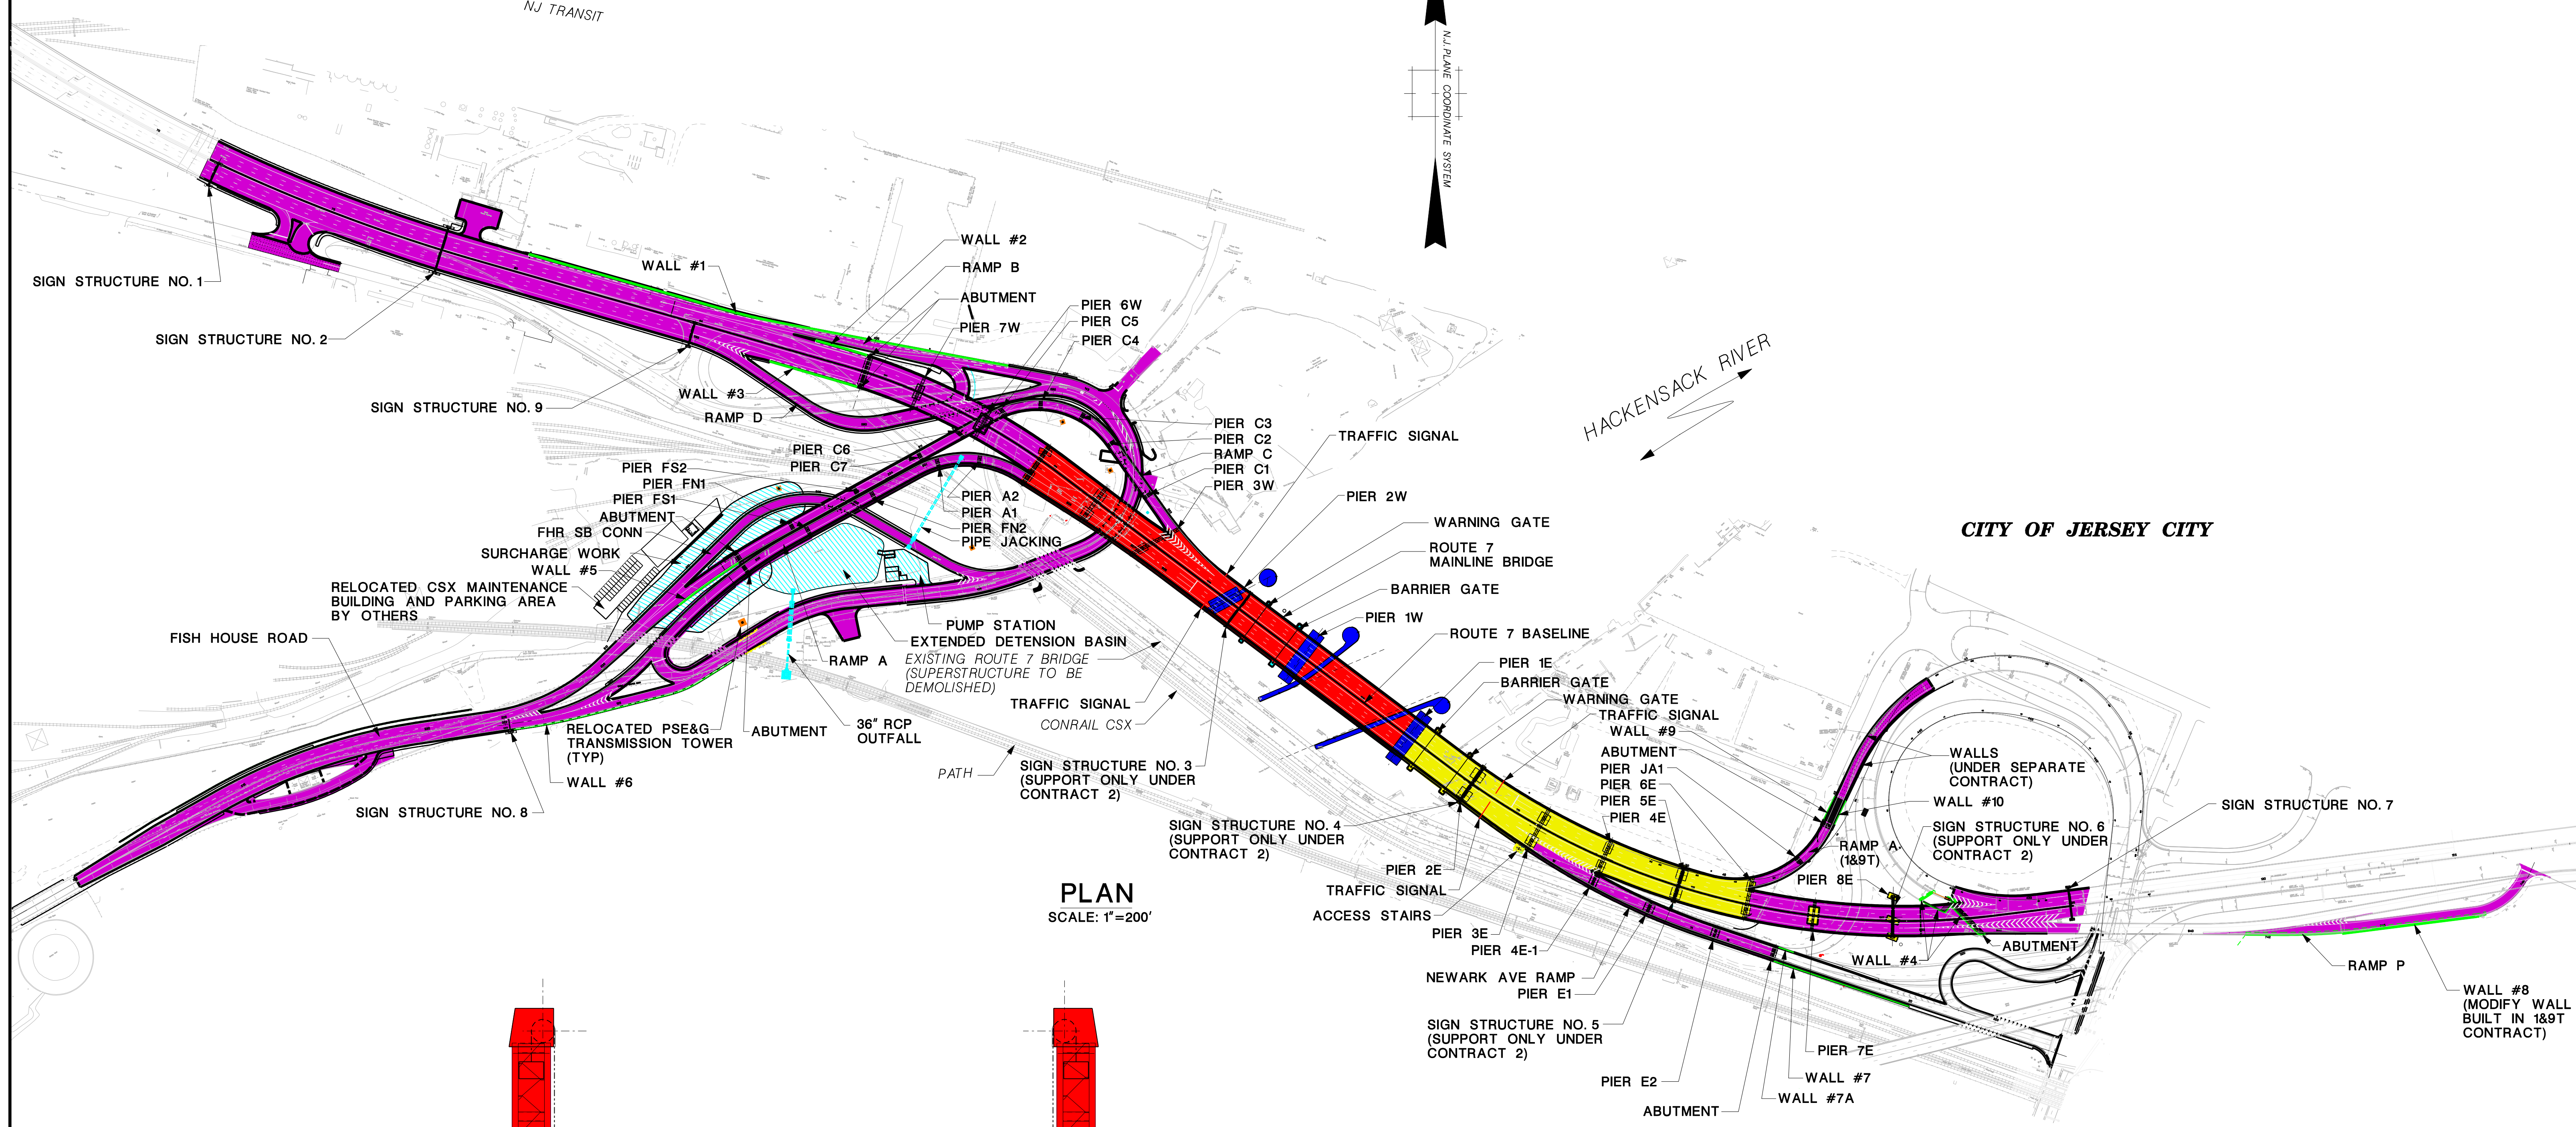 NJ TRANSIT
N.J. PLANE COORDINATE SYSTEM
HACKENSACK RIVER
CITY OF JERSEY CITY
SIGN STRUCTURE NO. 1
SIGN STRUCTURE NO. 2
SIGN STRUCTURE NO. 9
WALL #1
WALL #2
RAMP B
ABUTMENT
PIER 7W
PIER 6W
PIER C5
PIER C4
WALL #3
RAMP D
PIER C6
PIER C7
PIER FS2
PIER FN1
PIER FS1
ABUTMENT
FHR SB CONN
SURCHARGE WORK
WALL #5
RELOCATED CSX MAINTENANCE
BUILDING AND PARKING AREA
BY OTHERS
FISH HOUSE ROAD
PIER A2
PIER A1
PIER FN2
PIPE JACKING
PIER C3
PIER C2
RAMP C
PIER C1
PIER 3W
TRAFFIC SIGNAL
PIER 2W
WARNING GATE
ROUTE 7
MAINLINE BRIDGE
BARRIER GATE
PIER 1W
ROUTE 7 BASELINE
PIER 1E
BARRIER GATE
WARNING GATE
TRAFFIC SIGNAL
WALL #9
ABUTMENT
PIER JA1
PIER 6E
PIER 5E
PIER 4E
PUMP STATION
EXTENDED DETENSION BASIN
RAMP A
EXISTING ROUTE 7 BRIDGE
(SUPERSTRUCTURE TO BE
DEMOLISHED)
TRAFFIC SIGNAL
CONRAIL CSX
36" RCP
OUTFALL
ABUTMENT
RELOCATED PSE&G
TRANSMISSION TOWER
(TYP)
WALL #6
SIGN STRUCTURE NO. 8
PATH
SIGN STRUCTURE NO. 3
(SUPPORT ONLY UNDER
CONTRACT 2)
SIGN STRUCTURE NO. 4
(SUPPORT ONLY UNDER
CONTRACT 2)
PIER 2E
TRAFFIC SIGNAL
ACCESS STAIRS
PIER 3E
PIER 4E-1
NEWARK AVE RAMP
PIER E1
SIGN STRUCTURE NO. 5
(SUPPORT ONLY UNDER
CONTRACT 2)
PIER E2
ABUTMENT
WALLS
(UNDER SEPARATE
CONTRACT)
WALL #10
SIGN STRUCTURE NO. 6
(SUPPORT ONLY UNDER
CONTRACT 2)
RAMP A
(1&9T)
PIER 8E
SIGN STRUCTURE NO. 7
ABUTMENT
WALL #4
PIER 7E
WALL #7
WALL #7A
RAMP P
WALL #8
(MODIFY WALL
BUILT IN 1&9T
CONTRACT)
PLAN
SCALE: 1"=200'